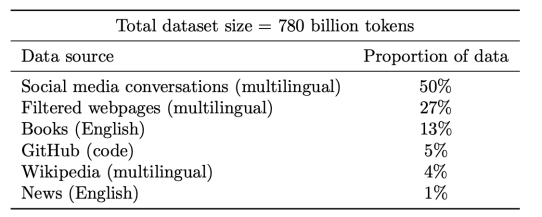 Total dataset size = 780 billion tokens
Data source Proportion of data
Social media conversations (multilingual) 50%
Filtered webpages (multilingual) 27%
Books (English) 13%
GitHub (code) 5%
Wikipedia (multilingual) 4%
News (English) 1%